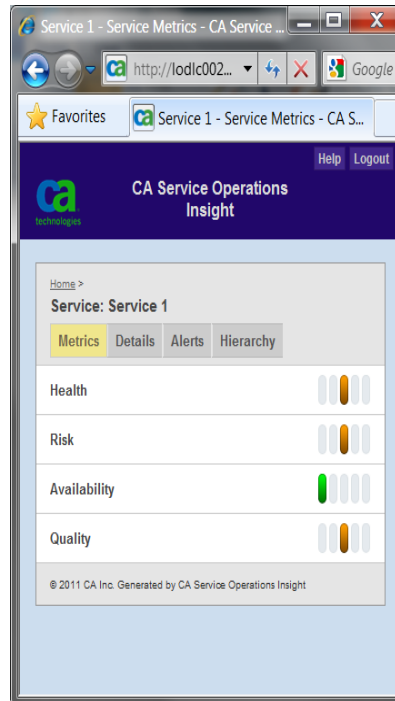 Service 1 - Service Metrics - CA Service ...
http://lodlc002...
Google
Favorites
Service 1 - Service Metrics - CA S...
Help Logout
ca
technologies
CA Service Operations
Insight
Home >
Service: Service 1
Metrics Details Alerts Hierarchy
Health
Risk
Availability
Quality
© 2011 CA Inc. Generated by CA Service Operations Insight